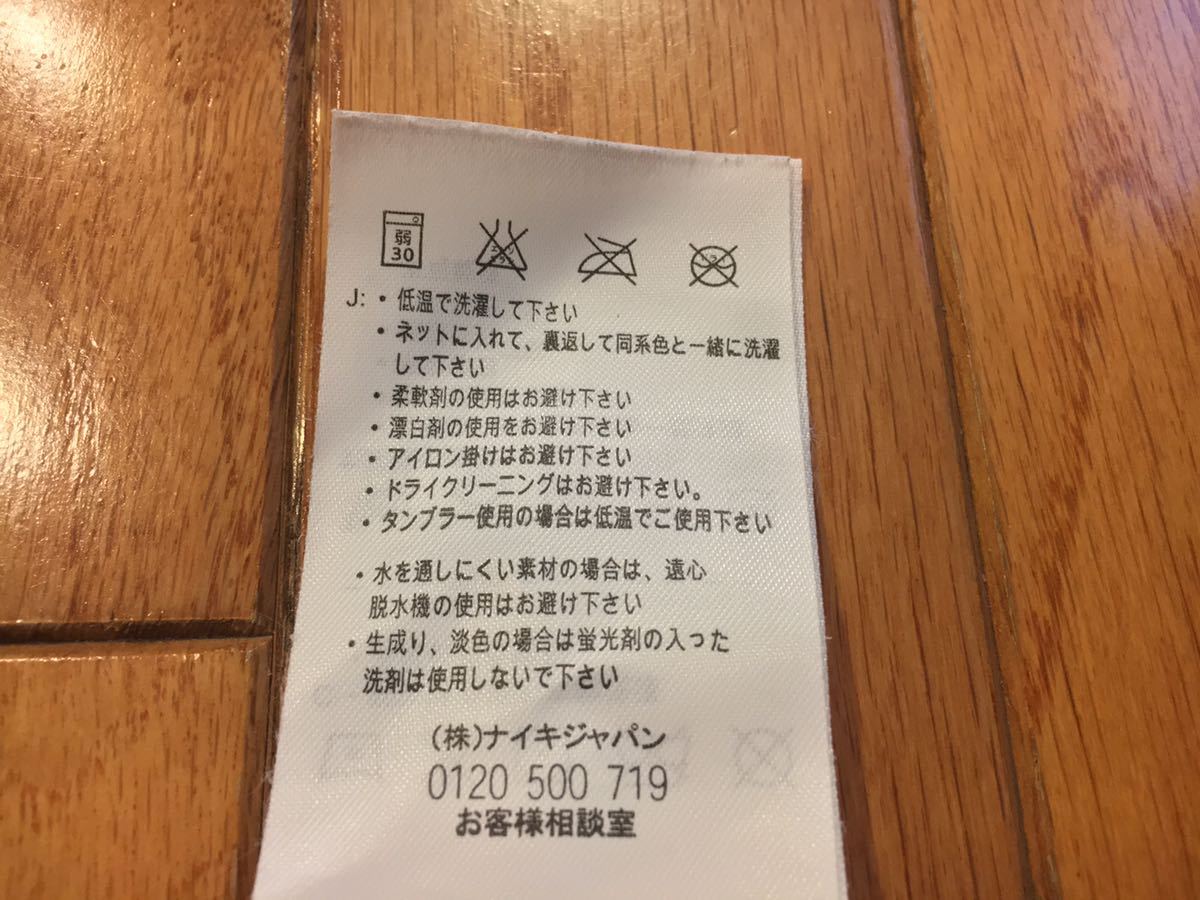 弱
30
J: • 低温で洗濯して下さい
• ネットに入れて、裏返して同系色と一緒に洗濯
して下さい
• 柔軟剤の使用はお避け下さい
• 漂白剤の使用をお避け下さい
• アイロン掛けはお避け下さい
• ドライクリーニングはお避け下さい。
• タンブラー使用の場合は低温でご使用下さい
• 水を通しにくい素材の場合は、遠心
脱水機の使用はお避け下さい
• 生成り、淡色の場合は蛍光剤の入った
洗剤は使用しないで下さい
(株)ナイキジャパン
0120 500 719
お客様相談室